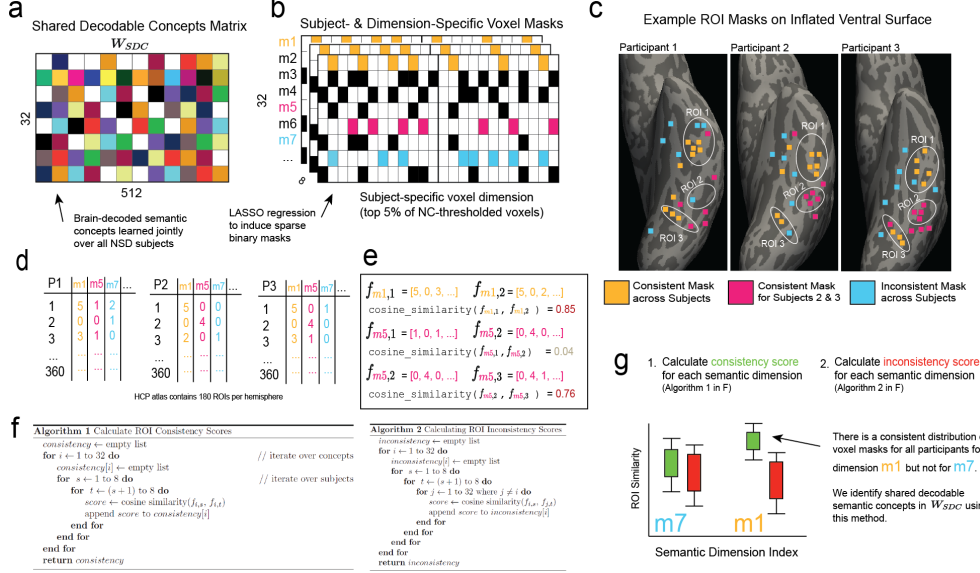 a
Shared Decodable Concepts Matrix
W_SDC
32
512
Brain-decoded semantic
concepts learned jointly
over all NSD subjects
b
Subject- & Dimension-Specific Voxel Masks
m1
m2
m3
m4
m5
m6
m7
...
32
8
LASSO regression
to induce sparse
binary masks
Subject-specific voxel dimension
(top 5% of NC-thresholded voxels)
c
Example ROI Masks on Inflated Ventral Surface
Participant 1
Participant 2
Participant 3
ROI 1
ROI 2
ROI 3
ROI 1
ROI 2
ROI 3
ROI 1
ROI 2
ROI 3
Consistent Mask
across Subjects
Consistent Mask
for Subjects 2 & 3
Inconsistent Mask
across Subjects
d
P1 m1 m5 m7 ...
1 5 1 2
2 0 0 1
3 3 1 0
... ... ... ...
360
P2 m1 m5 m7 ...
1 5 0 0
2 0 4 0
3 2 0 0
... ... ... ...
360
P3 m1 m5 m7 ...
1 5 0 1
2 0 4 0
3 3 1 1
... ... ... ...
360
HCP atlas contains 180 ROIs per hemisphere
e
f_m1,1 = [5, 0, 3, ...] f_m1,2 = [5, 0, 2, ...]
cosine_similarity(f_m1,1 , f_m1,2) = 0.85
f_m5,1 = [1, 0, 1, ...] f_m5,2 = [0, 4, 0, ...]
cosine_similarity(f_m5,1 , f_m5,2) = 0.04
f_m5,2 = [0, 4, 0, ...] f_m5,3 = [0, 4, 1, ...]
cosine_similarity(f_m5,2 , f_m5,3) = 0.76
f
Algorithm 1 Calculate ROI Consistency Scores
consistency ← empty list
for i ← 1 to 32 do // iterate over concepts
consistency[i] ← empty list
for s ← 1 to 8 do // iterate over subjects
for t ← (s + 1) to 8 do
score ← cosine similarity(f_i,s, f_i,t)
append score to consistency[i]
end for
end for
end for
return consistency
Algorithm 2 Calculating ROI Inconsistency Scores
inconsistency ← empty list
for i ← 1 to 32 do
inconsistency[i] ← empty list
for s ← 1 to 8 do
for t ← (s + 1) to 8 do
for j ← 1 to 32 where j ≠ i do
score ← cosine similarity(f_i,s, f_j,t)
append score to inconsistency[i]
end for
end for
end for
end for
return inconsistency
g
1. Calculate consistency score
for each semantic dimension
(Algorithm 1 in F)
2. Calculate inconsistency score
for each semantic dimension
(Algorithm 2 in F)
ROI Similarity
m7
m1
Semantic Dimension Index
There is a consistent distribution o
voxel masks for all participants fo
dimension m1 but not for m7.
We identify shared decodable
semantic concepts in W_SDC usin
this method.